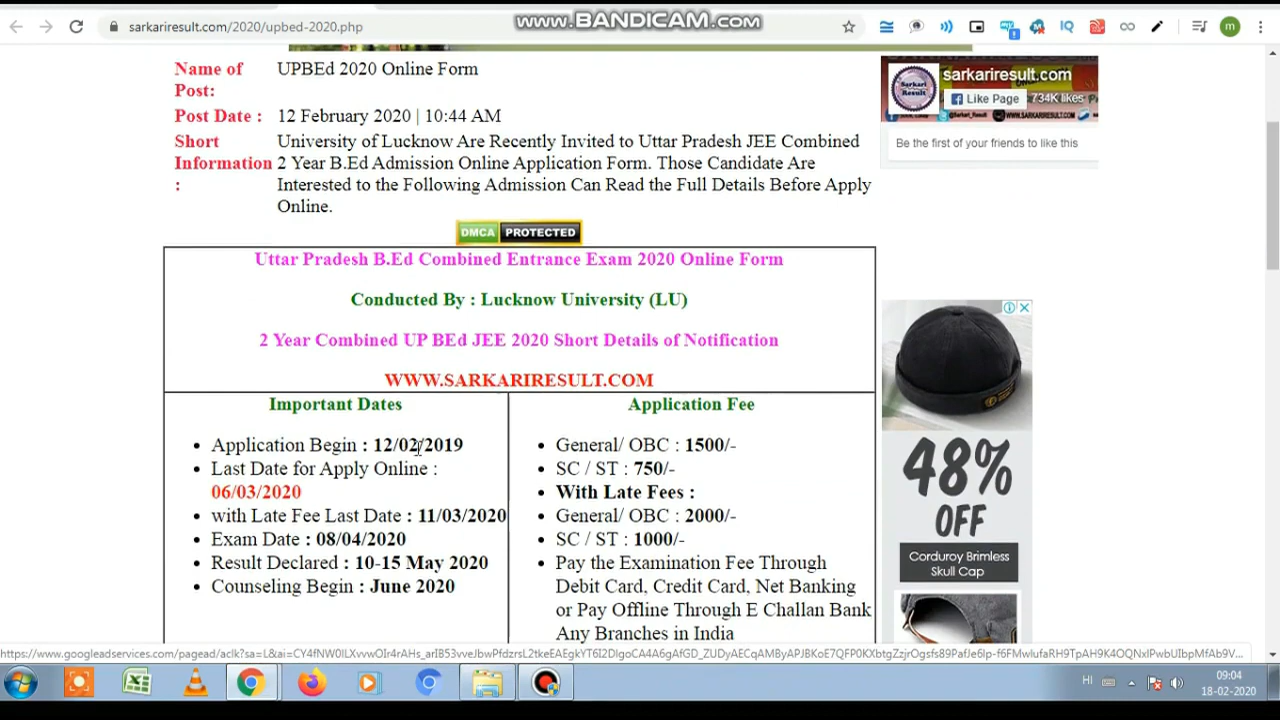 www.BANDICAM.com
sarkariresult.com/2020/upbed-2020.php
m
Name of Post:
UPBEd 2020 Online Form
Post Date :
12 February 2020 | 10:44 AM
Short Information :
University of Lucknow Are Recently Invited to Uttar Pradesh JEE Combined
2 Year B.Ed Admission Online Application Form. Those Candidate Are
Interested to the Following Admission Can Read the Full Details Before Apply
Online.
DMCA PROTECTED
Uttar Pradesh B.Ed Combined Entrance Exam 2020 Online Form
Conducted By : Lucknow University (LU)
2 Year Combined UP BEd JEE 2020 Short Details of Notification
WWW.SARKARIRESULT.COM
Important Dates
Application Begin : 12/02/2019
Last Date for Apply Online :
06/03/2020
with Late Fee Last Date : 11/03/2020
Exam Date : 08/04/2020
Result Declared : 10-15 May 2020
Counseling Begin : June 2020
Application Fee
General/ OBC : 1500/-
SC / ST : 750/-
With Late Fees :
General/ OBC : 2000/-
SC / ST : 1000/-
Pay the Examination Fee Through
Debit Card, Credit Card, Net Banking
or Pay Offline Through E Challan Bank
Any Branches in India
sarkariresult.com
Like Page 734K likes
Be the first of your friends to like this
48%
OFF
Corduroy Brimless
Skull Cap
HI
09:04
18-02-2020